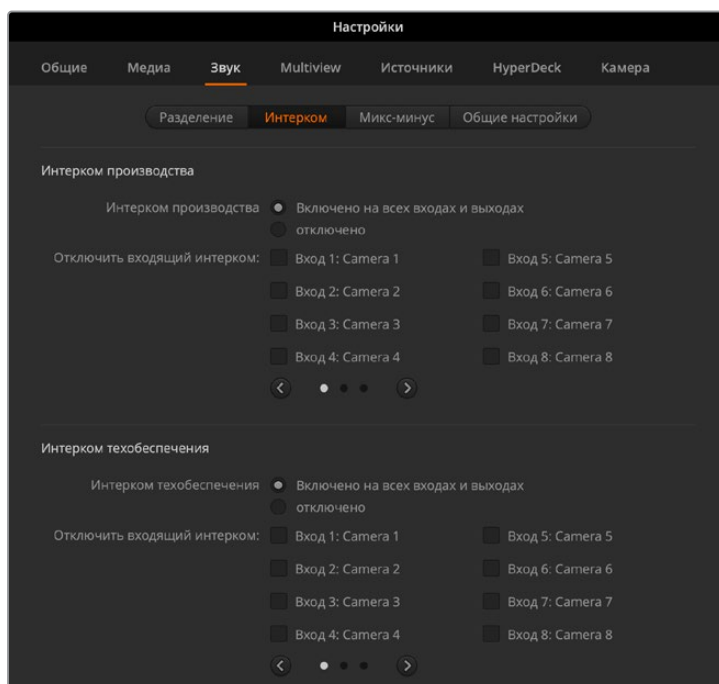 Настройки
Общие Медиа Звук Multiview Источники HyperDeck Камера
Разделение Интерком Микс-минус Общие настройки
Интерком производства
Интерком производства Включено на всех входах и выходах
отключено
Отключить входящий интерком: Вход 1: Camera 1 Вход 5: Camera 5
Вход 2: Camera 2 Вход 6: Camera 6
Вход 3: Camera 3 Вход 7: Camera 7
Вход 4: Camera 4 Вход 8: Camera 8
Интерком техобеспечения
Интерком техобеспечения Включено на всех входах и выходах
отключено
Отключить входящий интерком: Вход 1: Camera 1 Вход 5: Camera 5
Вход 2: Camera 2 Вход 6: Camera 6
Вход 3: Camera 3 Вход 7: Camera 7
Вход 4: Camera 4 Вход 8: Camera 8